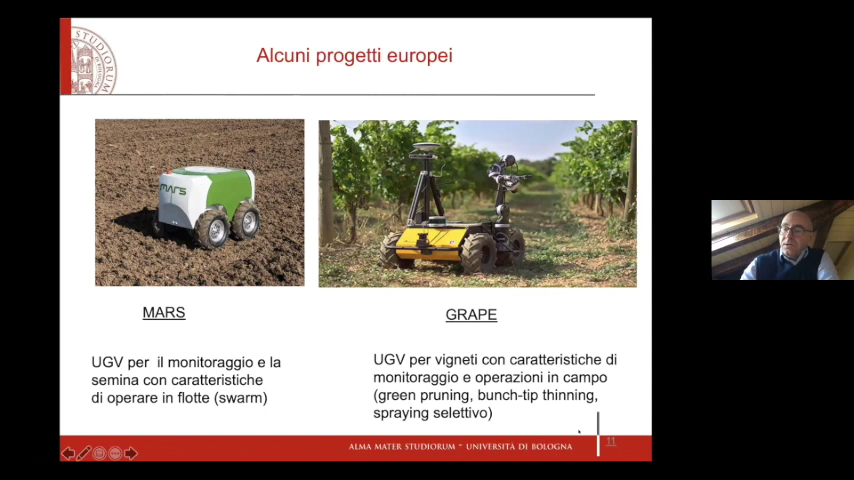 Alcuni progetti europei
MARS
MARS
GRAPE
UGV per il monitoraggio e la
semina con caratteristiche
di operare in flotte (swarm)
UGV per vigneti con caratteristiche di
monitoraggio e operazioni in campo
(green pruning, bunch-tip thinning,
spraying selettivo)
ALMA MATER STUDIORUM ~ UNIVERSITÀ DI BOLOGNA
11